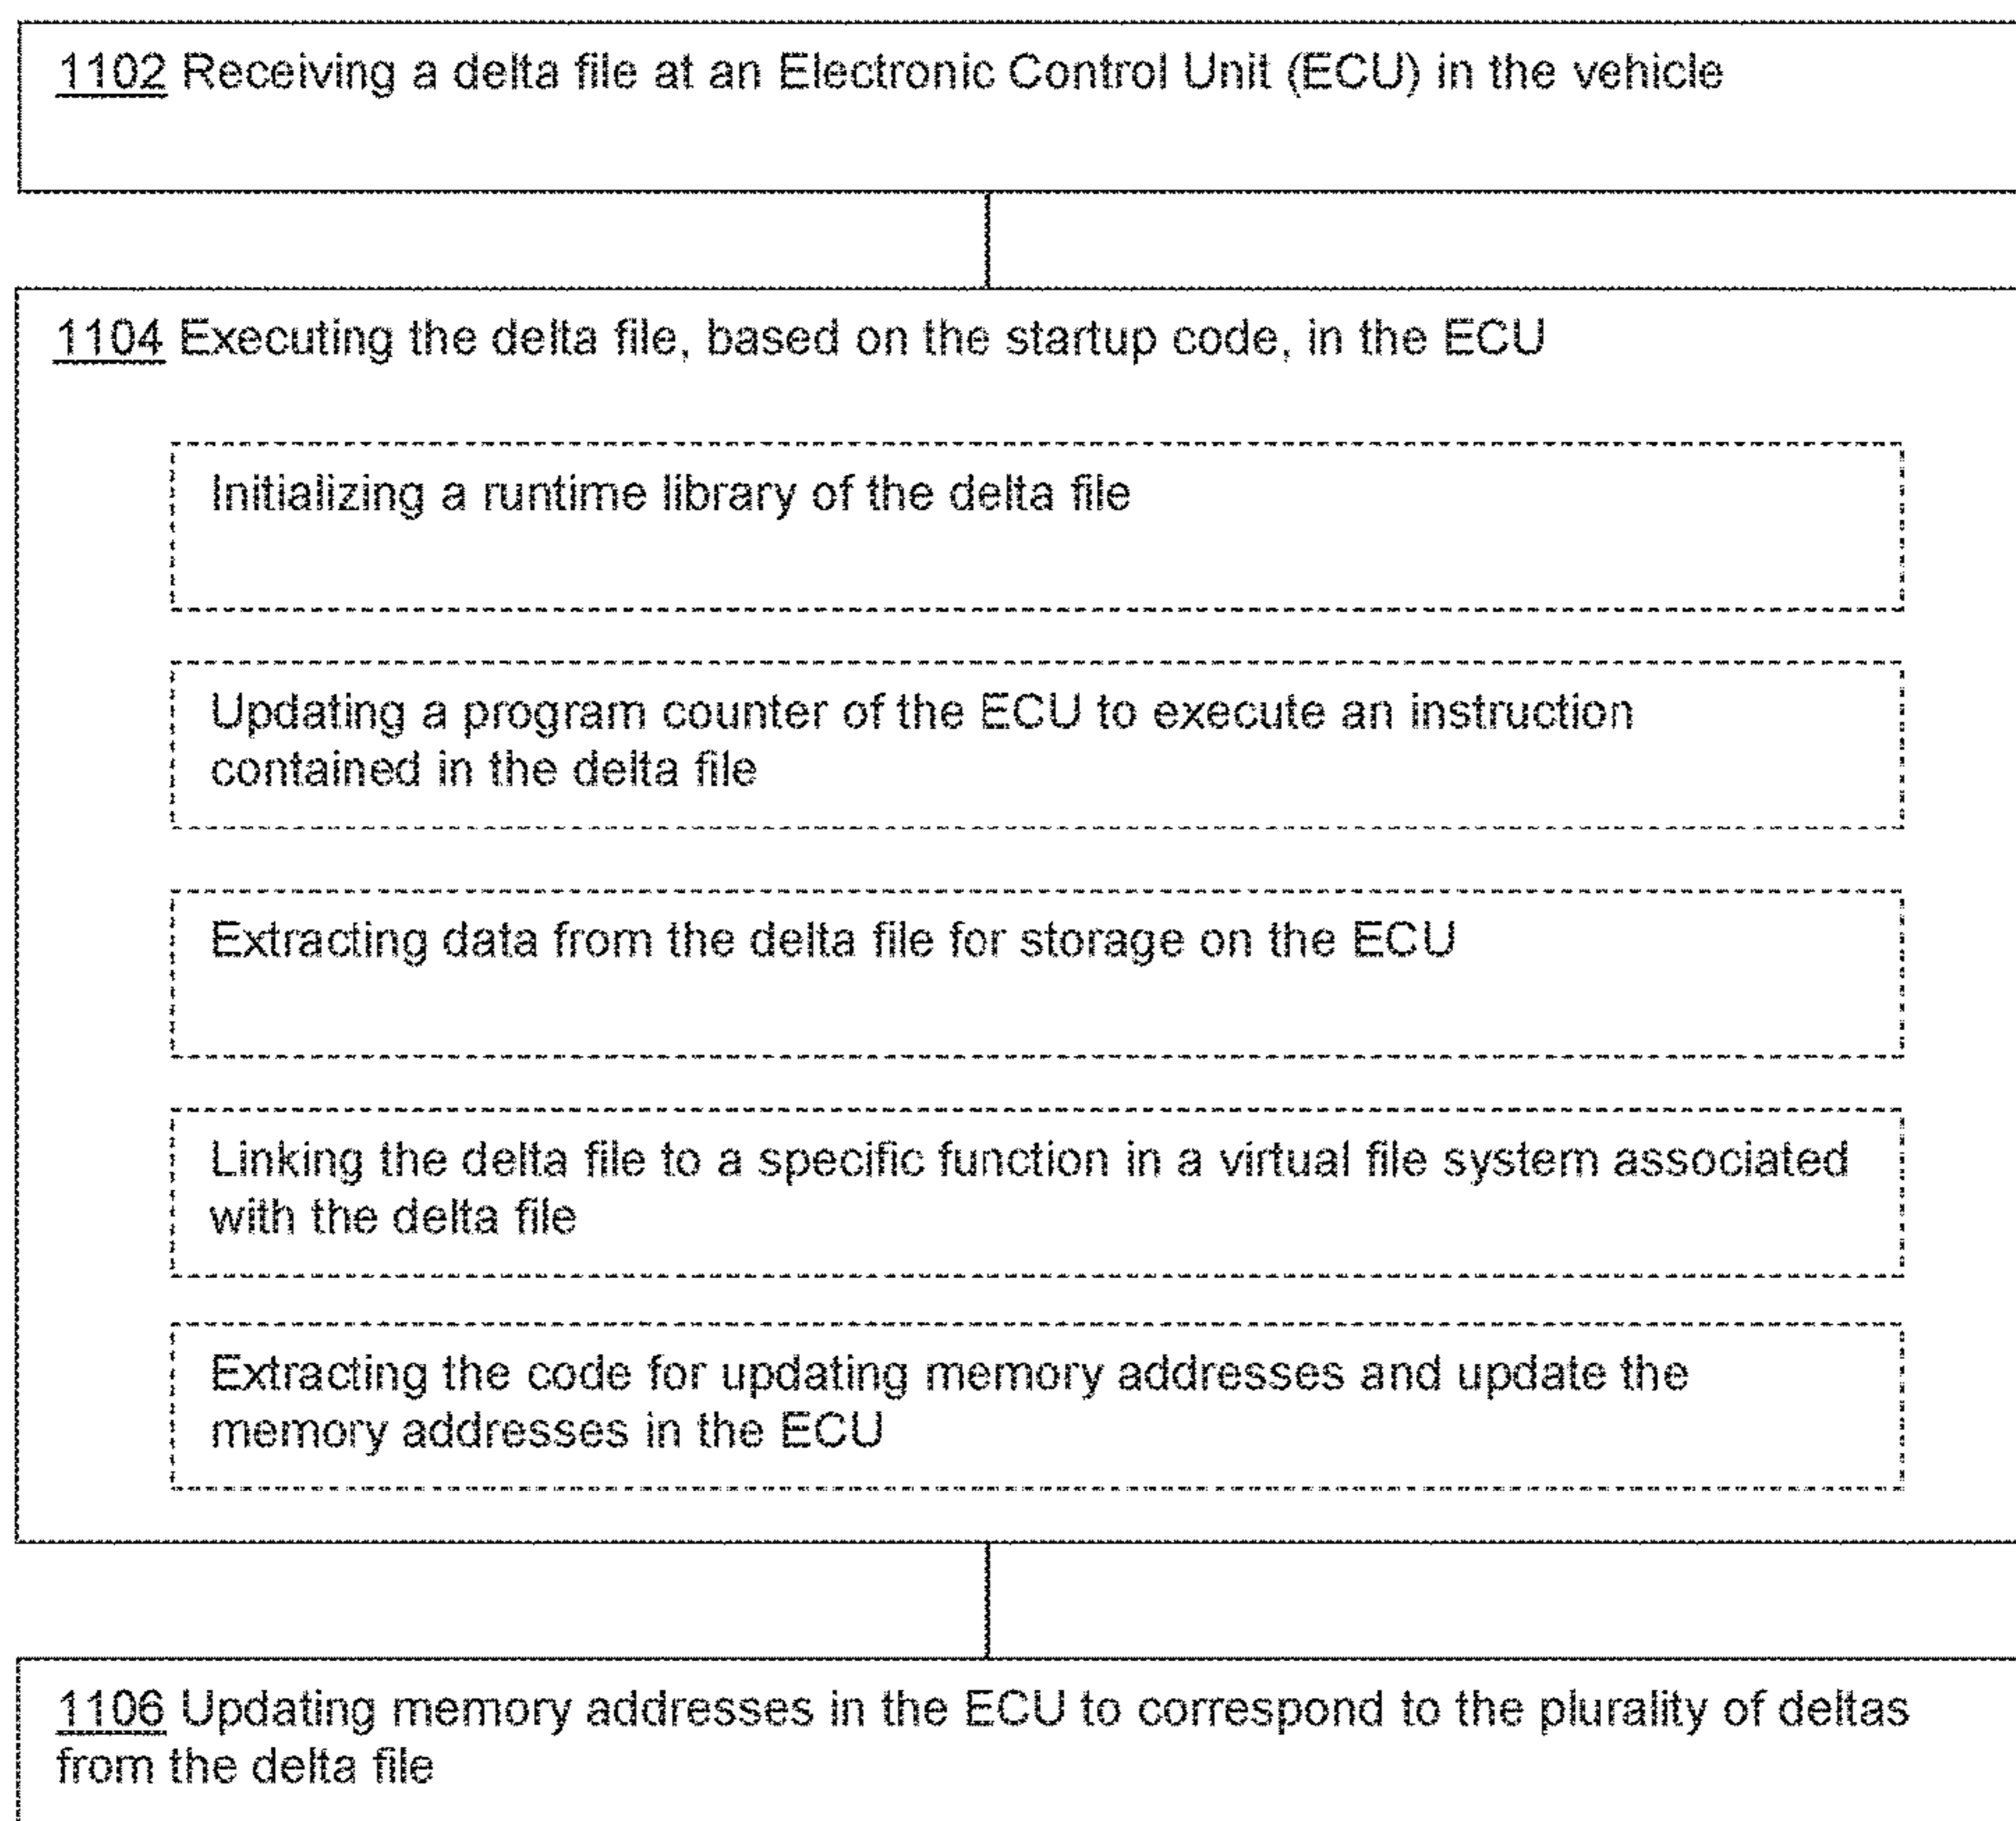 1102 Receiving a delta file at an Electronic Control Unit (ECU) in the vehicle
1104 Executing the delta file, based on the startup code, in the ECU
Initializing a runtime library of the delta file
Updating a program counter of the ECU to execute an instruction
contained in the delta file
Extracting data from the delta file for storage on the ECU
Linking the delta file to a specific function in a virtual file system associated
with the delta file
Extracting the code for updating memory addresses and update the
memory addresses in the ECU
1106 Updating memory addresses in the ECU to correspond to the plurality of deltas
from the delta file